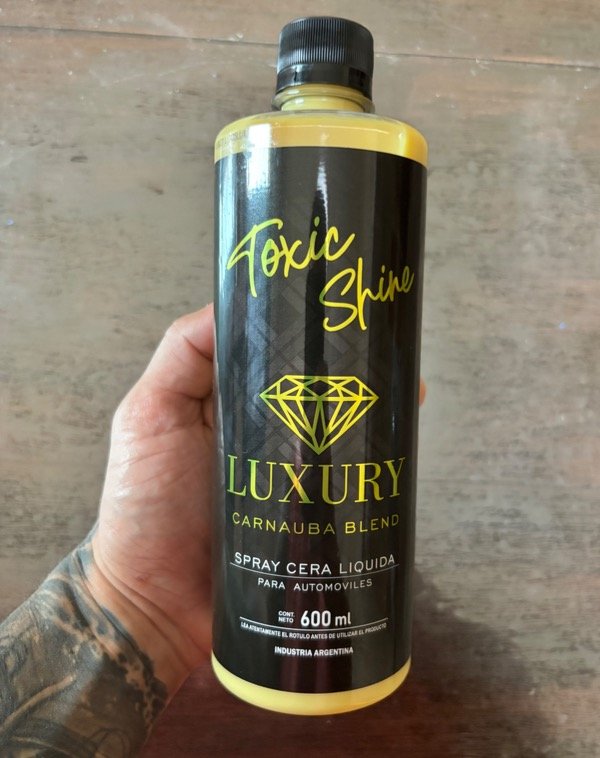 Toxic
Shine
LUXURY
CARNAUBA BLEND
SPRAY CERA LIQUIDA
PARA AUTOMOVILES
CONT.
NETO 600 ml
LEA ATENTAMENTE EL ROTULO ANTES DE UTILIZAR EL PRODUCTO
INDUSTRIA ARGENTINA